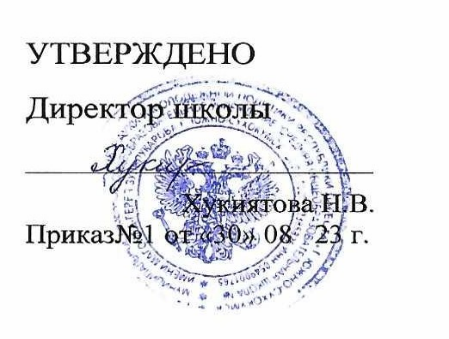 УТВЕРЖДЕНО
Директор школы
Хукиятова Н.В.
Приказ№1 от «30» 08 23 г.